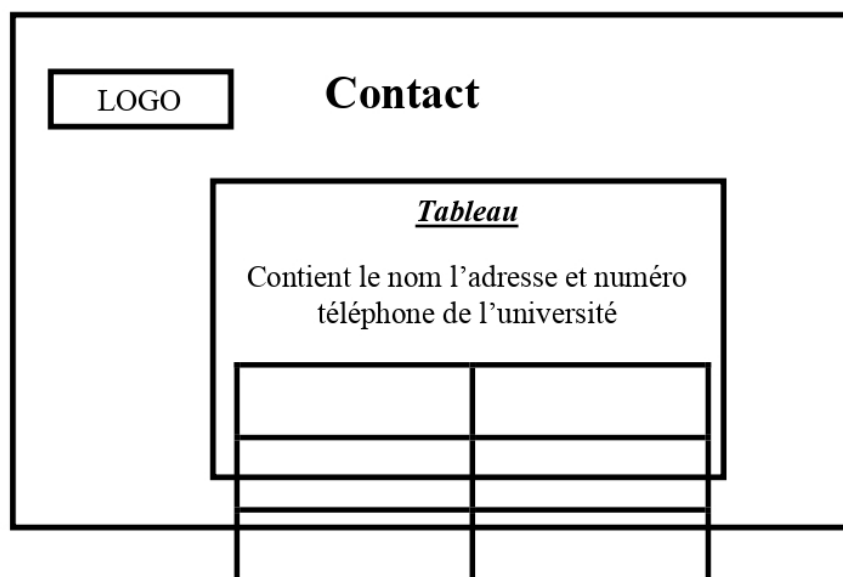 LOGO
Contact
Tableau
Contient le nom l’adresse et numéro
téléphone de l’université